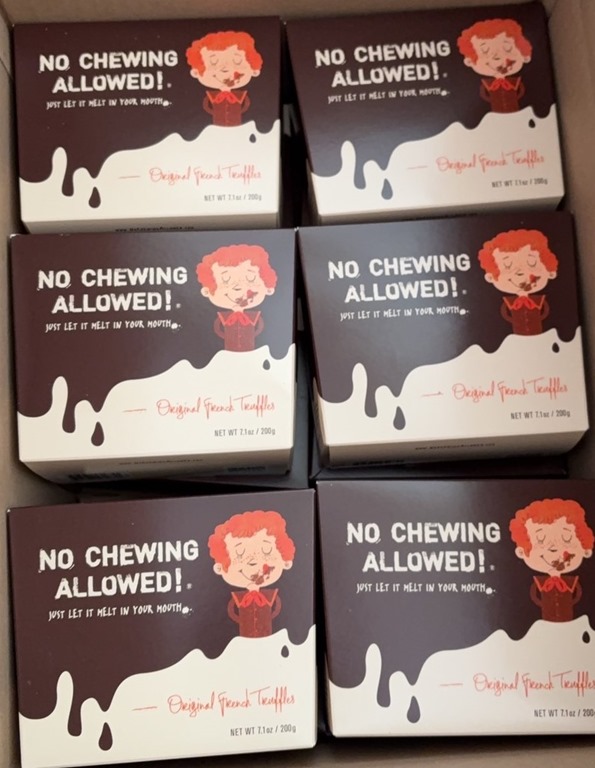 NO CHEWING
ALLOWED!
JUST LET IT MELT IN YOUR MOUTH
Original French Truffles
NET WT 7.1oz / 200g
NO CHEWING
ALLOWED!
JUST LET IT MELT IN YOUR MOUTH
Original French Truffles
NET WT 7.1oz / 200g
NO CHEWING
ALLOWED!
JUST LET IT MELT IN YOUR MOUTH
Original French Truffles
NET WT 7.1oz / 200g
NO CHEWING
ALLOWED!
JUST LET IT MELT IN YOUR MOUTH
Original French Truffles
NET WT 7.1oz / 200g
NO CHEWING
ALLOWED!
JUST LET IT MELT IN YOUR MOUTH
Original French Truffles
NET WT 7.1oz / 200g
NO CHEWING
ALLOWED!
JUST LET IT MELT IN YOUR MOUTH
Original French Truffles
NET WT 7.1oz / 200